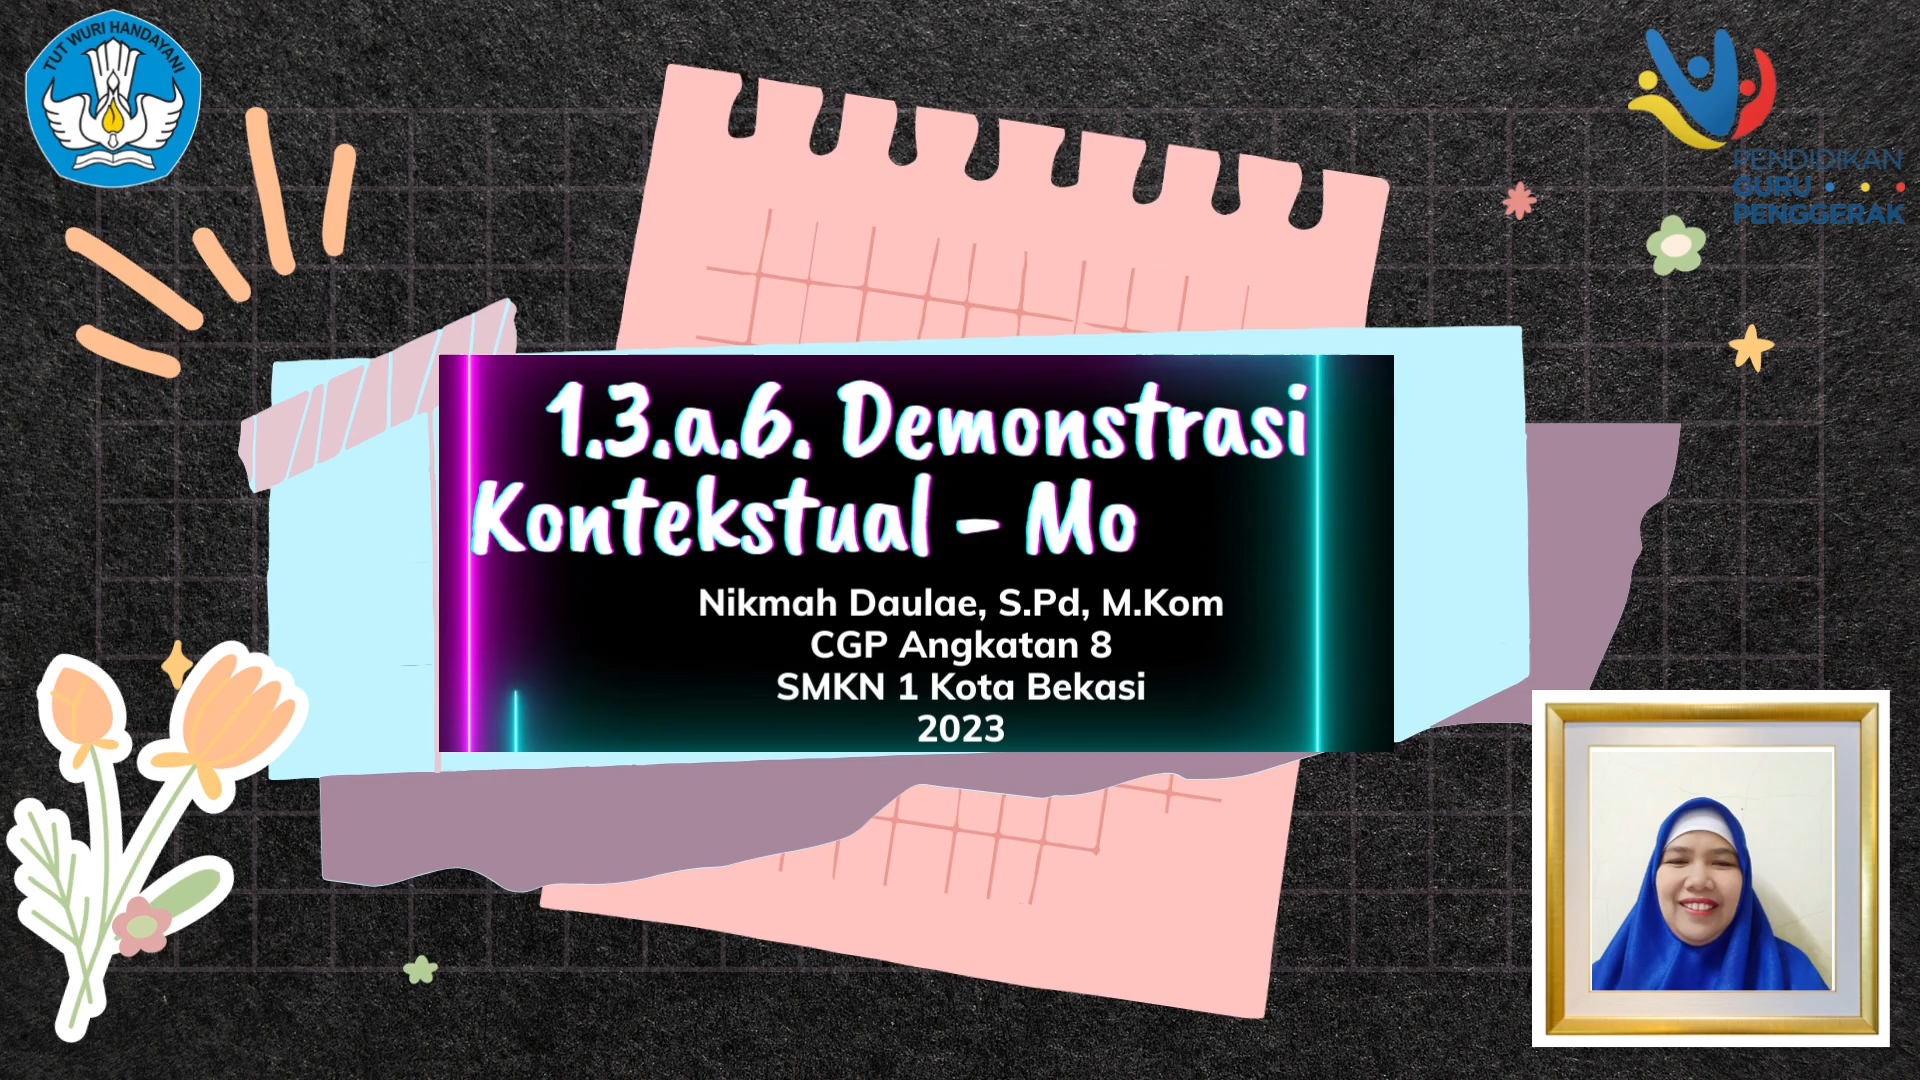 TUT WURI HANDAYANI
PENDIDIKAN
GURU
PENGGERAK
1.3.a.6. Demonstrasi
Kontekstual - Mo
Nikmah Daulae, S.Pd, M.Kom
CGP Angkatan 8
SMKN 1 Kota Bekasi
2023